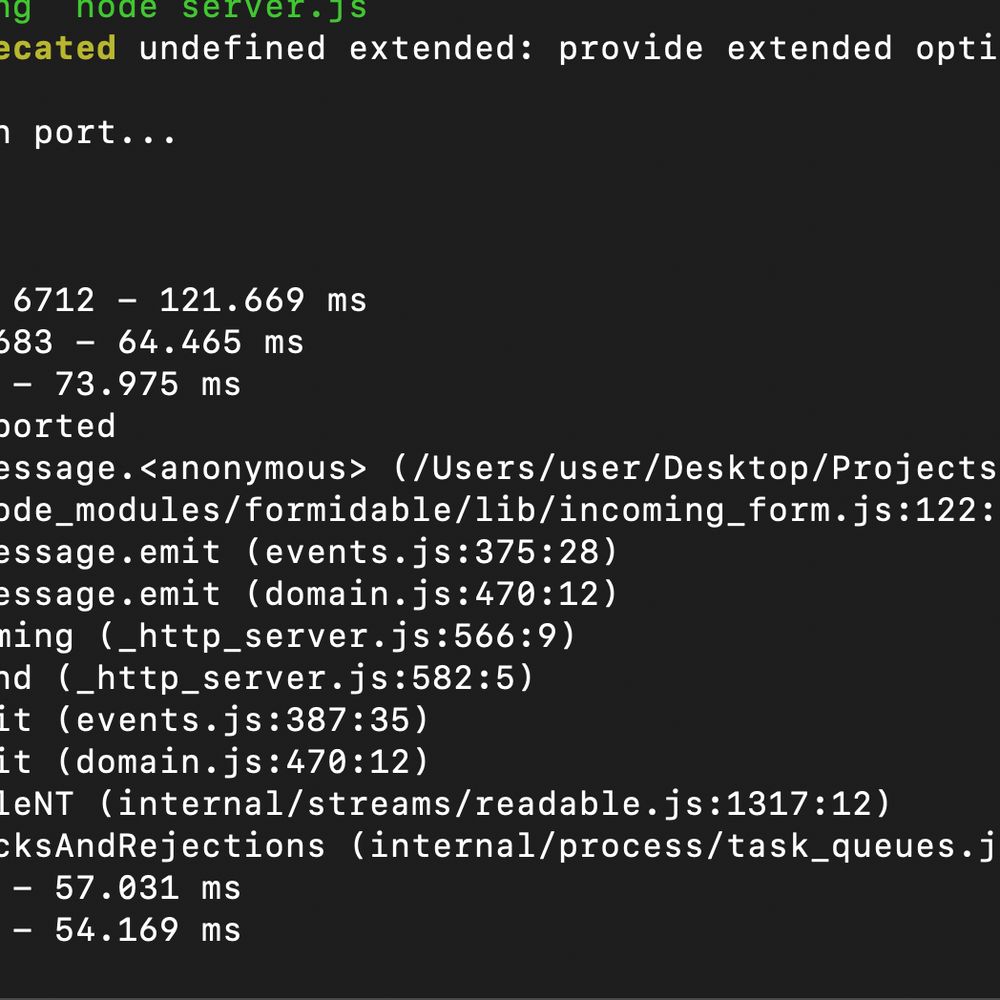 ng `node server.js
ecated undefined extended: provide extended opti
n port...
6712 - 121.669 ms
683 - 64.465 ms
- 73.975 ms
ported
essage.<anonymous> (/Users/user/Desktop/Projects
ode_modules/formidable/lib/incoming_form.js:122:
essage.emit (events.js:375:28)
essage.emit (domain.js:470:12)
ming (_http_server.js:566:9)
nd (_http_server.js:582:5)
it (events.js:387:35)
it (domain.js:470:12)
leNT (internal/streams/readable.js:1317:12)
cksAndRejections (internal/process/task_queues.j
- 57.031 ms
- 54.169 ms